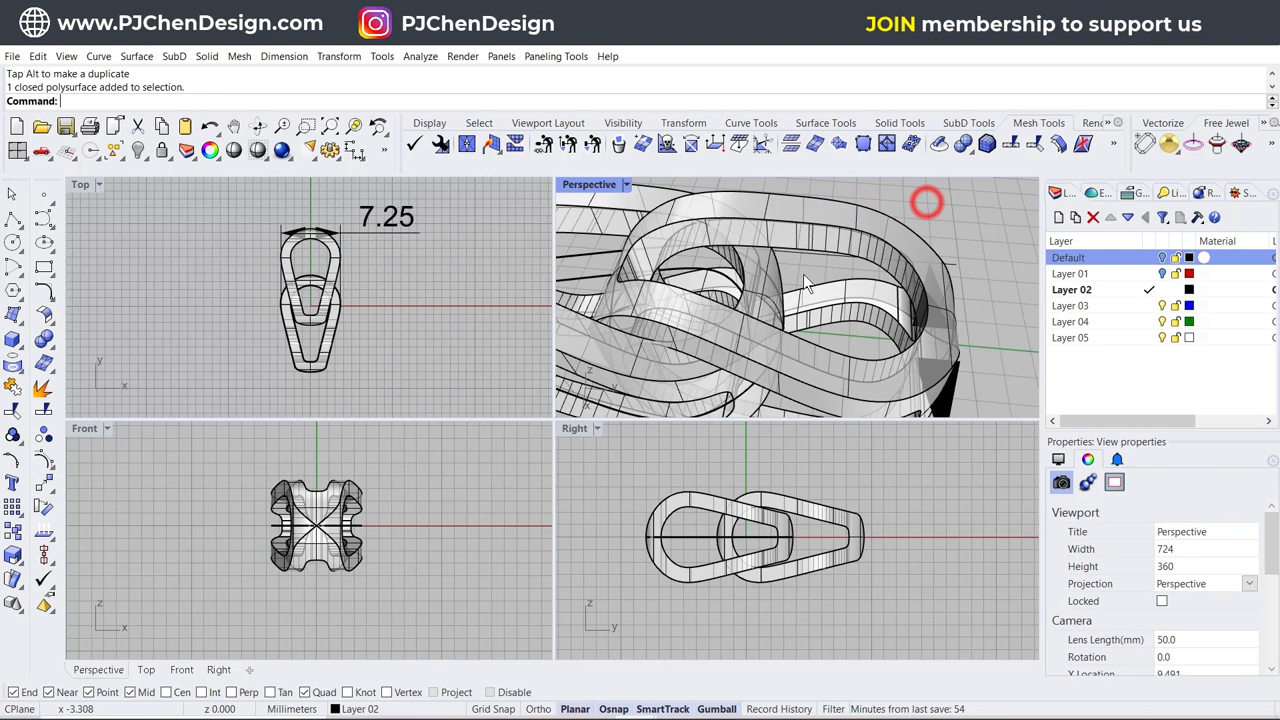 www.PJChenDesign.com PJChenDesign JOIN membership to support us
File Edit View Curve Surface SubD Solid Mesh Dimension Transform Tools Analyze Render Panels Paneling Tools Help
Tap Alt to make a duplicate
1 closed polysurface added to selection.
Command:
Display Select Viewport Layout Visibility Transform Curve Tools Surface Tools Solid Tools SubD Tools Mesh Tools Rend Vectorize Free Jewel
Top
7.25
y
x
Perspective
z
y
Front
z
x
Right
z
y
Perspective Top Front Right
L... E... G... Li... R... S...
Layer Material L
Default
Layer 01
Layer 02
Layer 03
Layer 04
Layer 05
Properties: View properties
Viewport
Title Perspective
Width 724
Height 360
Projection Perspective
Locked
Camera
Lens Length(mm) 50.0
Rotation 0.0
X Location 9.491
End Near Point Mid Cen Int Perp Tan Quad Knot Vertex Project Disable
CPlane x -3.308 z 0.000 Millimeters Layer 02 Grid Snap Ortho Planar Osnap SmartTrack Gumball Record History Filter Minutes from last save: 54